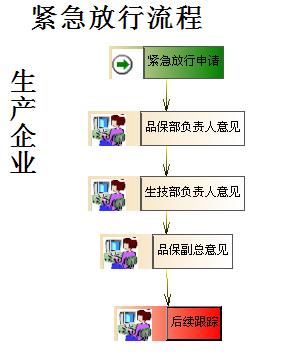 紧急放行流程
生产企业
紧急放行申请
品保部负责人意见
生技部负责人意见
品保副总意见
后续跟踪